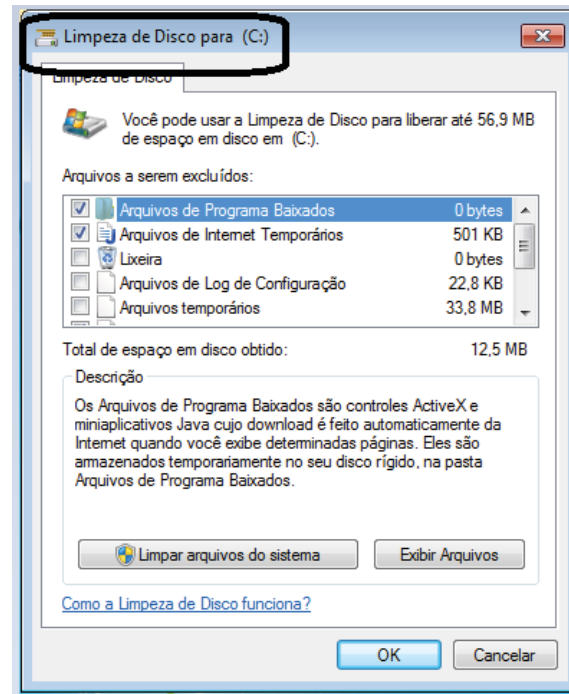 Limpeza de Disco para (C:)
Limpeza de Disco
Você pode usar a Limpeza de Disco para liberar até 56,9 MB
de espaço em disco em (C:).
Arquivos a serem excluídos:
Arquivos de Programa Baixados 0 bytes
Arquivos de Internet Temporários 501 KB
Lixeira 0 bytes
Arquivos de Log de Configuração 22,8 KB
Arquivos temporários 33,8 MB
Total de espaço em disco obtido: 12,5 MB
Descrição
Os Arquivos de Programa Baixados são controles ActiveX e
miniaplicativos Java cujo download é feito automaticamente da
Internet quando você exibe determinadas páginas. Eles são
armazenados temporariamente no seu disco rígido, na pasta
Arquivos de Programa Baixados.
Limpar arquivos do sistema Exibir Arquivos
Como a Limpeza de Disco funciona?
OK Cancelar